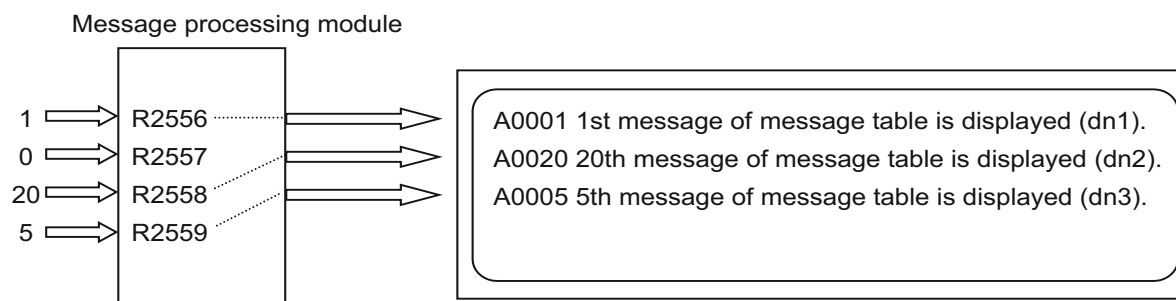 Message processing module
1 R2556
0 R2557
20 R2558
5 R2559
A0001 1st message of message table is displayed (dn1).
A0020 20th message of message table is displayed (dn2).
A0005 5th message of message table is displayed (dn3).